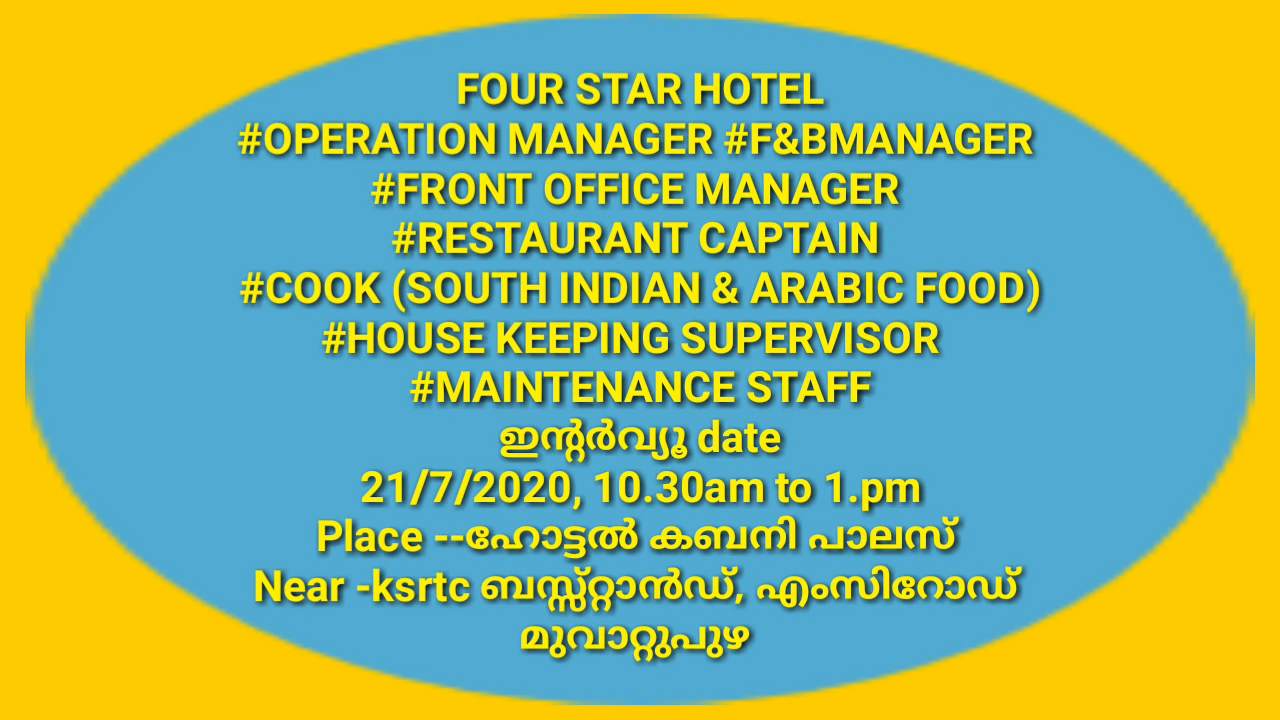 FOUR STAR HOTEL
#OPERATION MANAGER #F&BMANAGER
#FRONT OFFICE MANAGER
#RESTAURANT CAPTAIN
#COOK (SOUTH INDIAN & ARABIC FOOD)
#HOUSE KEEPING SUPERVISOR
#MAINTENANCE STAFF
ഇന്റർവ്യൂ date
21/7/2020, 10.30am to 1.pm
Place --ഹോട്ടൽ കബനി പാലസ്
Near -ksrtc ബസ്സ്റ്റാൻഡ്, എംസിറോഡ്
മുവാറ്റുപുഴ